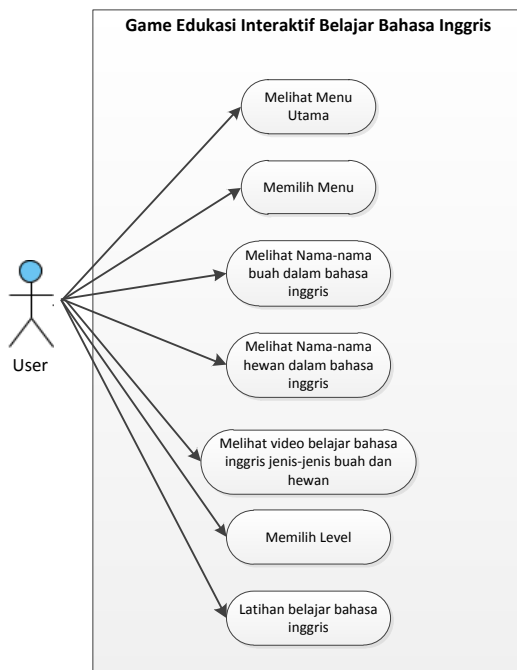 Game Edukasi Interaktif Belajar Bahasa Inggris
Melihat Menu
Utama
Memilih Menu
Melihat Nama-nama
buah dalam bahasa
inggris
User
Melihat Nama-nama
hewan dalam bahasa
inggris
Melihat video belajar bahasa
inggris jenis-jenis buah dan
hewan
Memilih Level
Latihan belajar bahasa
inggris